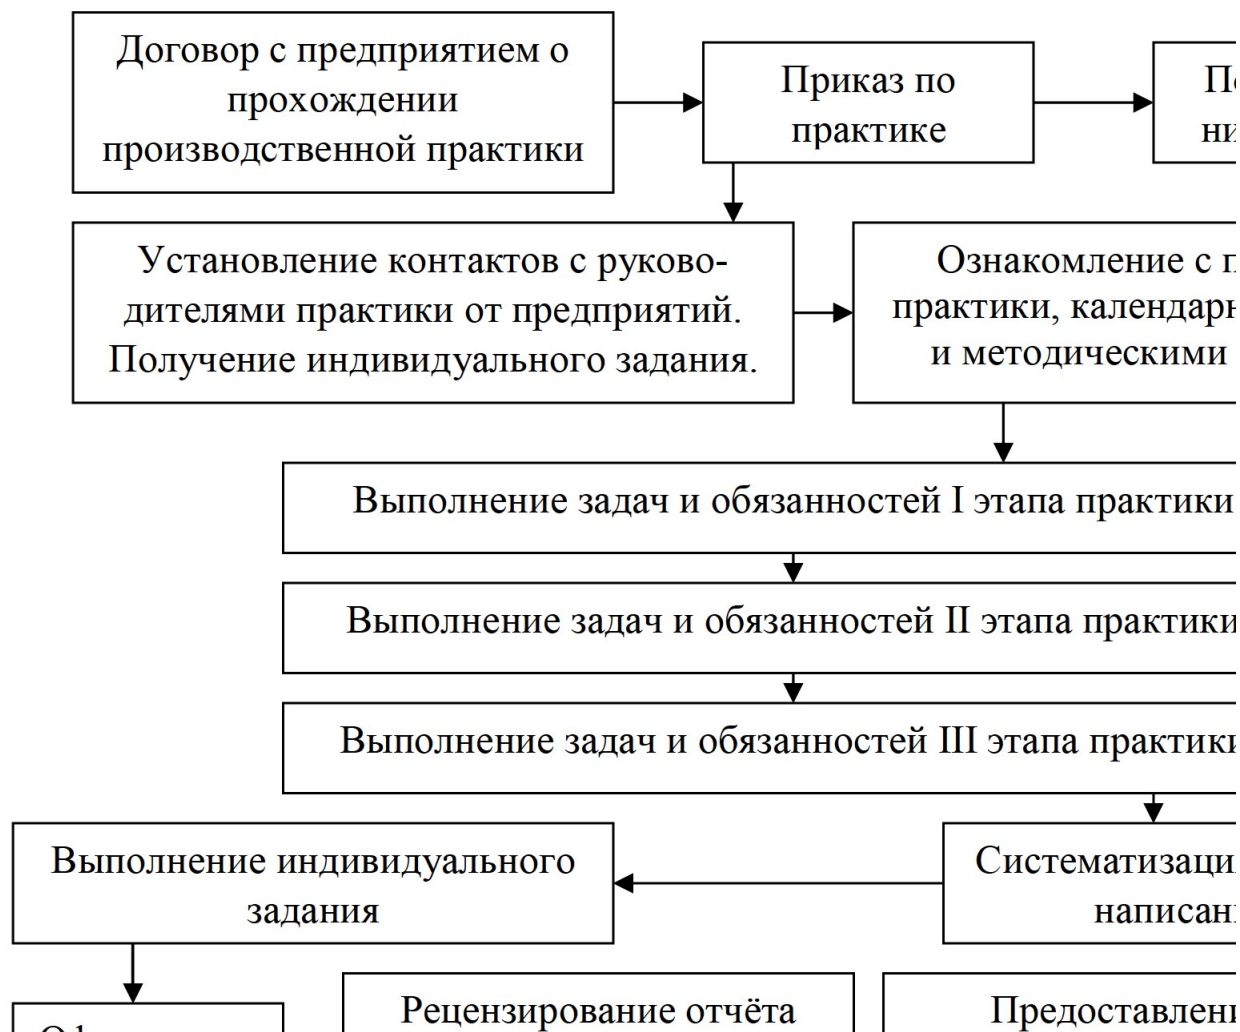 Договор с предприятием о
прохождении
производственной практики
Приказ по
практике
Установление контактов с руково-
дителями практики от предприятий.
Получение индивидуального задания.
Ознакомление с
практики,
и методическими
Выполнение задач и обязанностей I этапа практики
Выполнение задач и обязанностей II этапа практики
Выполнение задач и обязанностей III этапа практики
Выполнение индивидуального
задания
Рецензирование отчёта